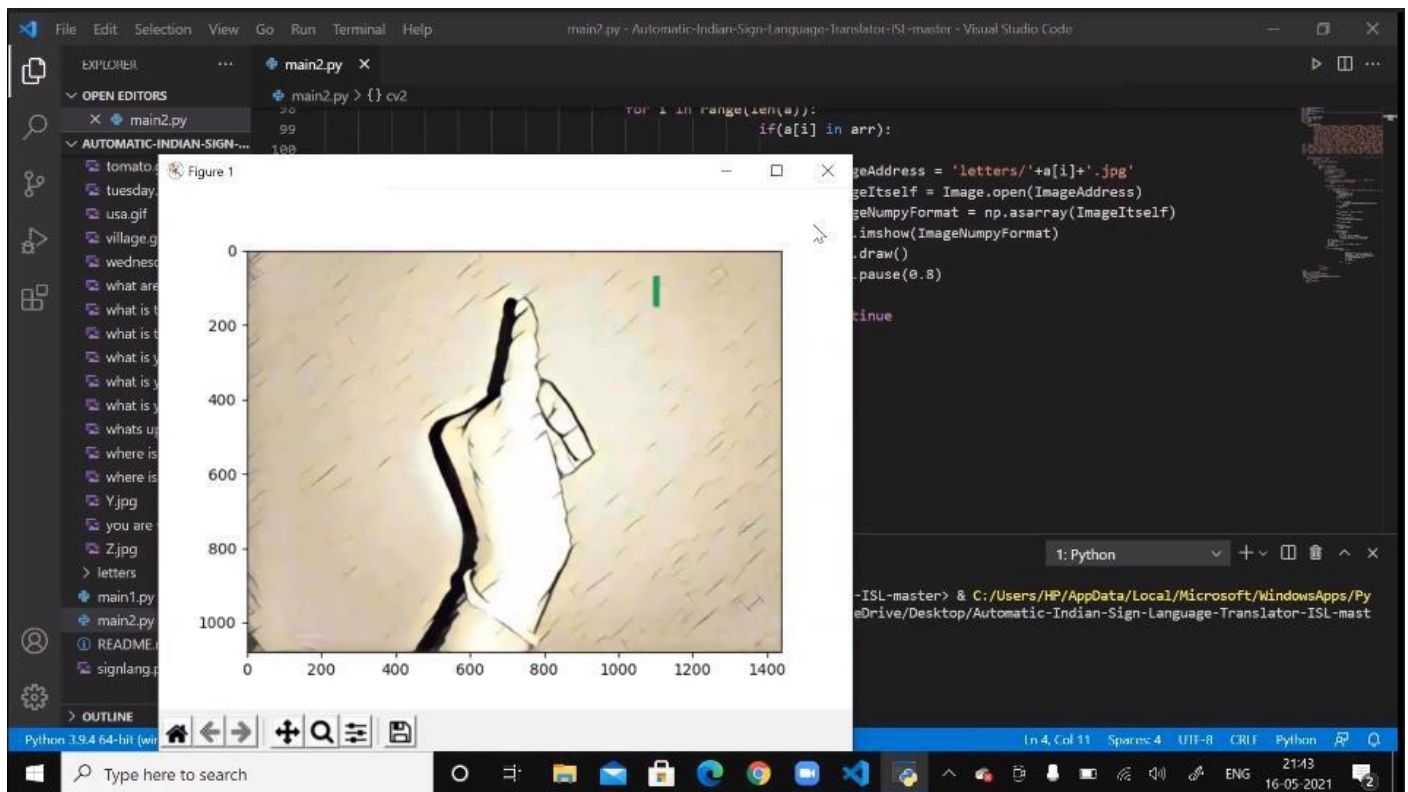 File Edit Selection View Go Run Terminal Help
main2.py - Automatic-Indian-Sign-Language-Translator-ISL-master - Visual Studio Code
EXPLORER
main2.py
OPEN EDITORS
main2.py
main2.py > {} cv2
AUTOMATIC-INDIAN-SIGN-...
tomato.
tuesday.
usa.gif
village.g
wednes
what are
what is t
what is t
what is y
what is y
what is y
whats u
where is
where is
Y.jpg
you are
Z.jpg
> letters
main1.py
main2.py
README.
signlang.p
> OUTLINE
98 for i in range(len(a)):
99 if(a[i] in arr):
100
geAddress = 'letters/'+a[i]+'.jpg'
geItself = Image.open(ImageAddress)
geNumpyFormat = np.asarray(ImageItself)
.imshow(ImageNumpyFormat)
.draw()
.pause(0.8)
tinue
Figure 1
I
0
200
400
600
800
1000
0 200 400 600 800 1000 1200 1400
1: Python
-ISL-master> & C:/Users/HP/AppData/Local/Microsoft/WindowsApps/Py
eDrive/Desktop/Automatic-Indian-Sign-Language-Translator-ISL-mast
Python 3.9.4 64-bit (wi
Ln 4, Col 11 Spaces: 4 UTF-8 CRLF Python
Type here to search
ENG
21:43
16-05-2021
2